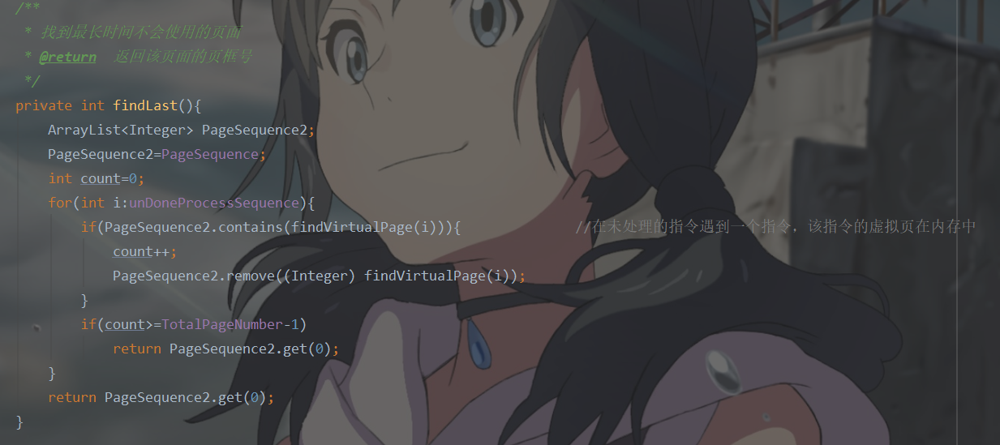 /**
 * 找到最长时间不会使用的页面
 * @return  返回该页面的页框号
 */
private int findLast(){
    ArrayList<Integer> PageSequence2;
    PageSequence2=PageSequence;
    int count=0;
    for(int i:unDoneProcessSequence){
        if(PageSequence2.contains(findVirtualPage(i))){              //在未处理的指令遇到一个指令，该指令的虚拟页在内存中
            count++;
            PageSequence2.remove((Integer) findVirtualPage(i));
        }
        if(count>=TotalPageNumber-1)
            return PageSequence2.get(0);
    }
    return PageSequence2.get(0);
}